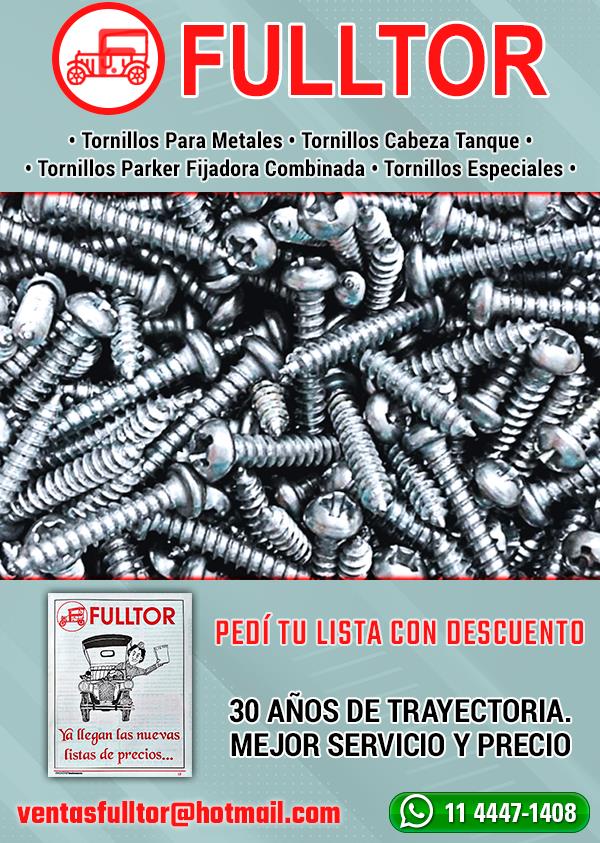 FULLTOR
• Tornillos Para Metales • Tornillos Cabeza Tanque •
• Tornillos Parker Fijadora Combinada • Tornillos Especiales •
FULLTOR
Ya llegan las nuevas
listas de precios...
PEDÍ TU LISTA CON DESCUENTO
30 AÑOS DE TRAYECTORIA.
MEJOR SERVICIO Y PRECIO
ventasfulltor@hotmail.com
11 4447-1408